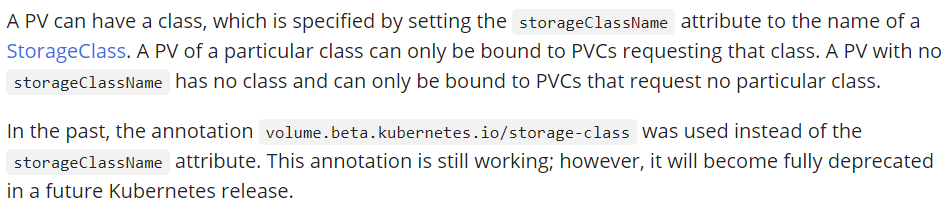 A PV can have a class, which is specified by setting the storageClassName attribute to the name of a
StorageClass. A PV of a particular class can only be bound to PVCs requesting that class. A PV with no
storageClassName has no class and can only be bound to PVCs that request no particular class.
In the past, the annotation volume.beta.kubernetes.io/storage-class was used instead of the
storageClassName attribute. This annotation is still working; however, it will become fully deprecated
in a future Kubernetes release.